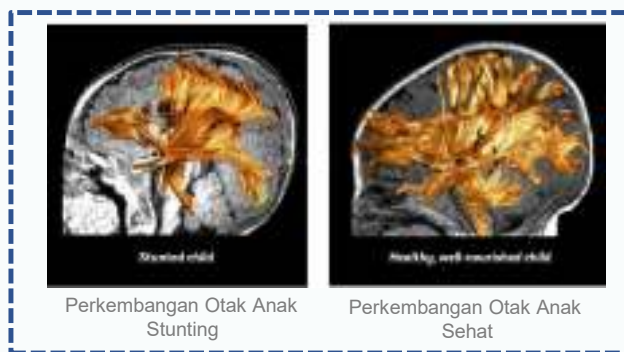 Stunted child
Healthy, well nourished child
Perkembangan Otak Anak
Stunting
Perkembangan Otak Anak
Sehat